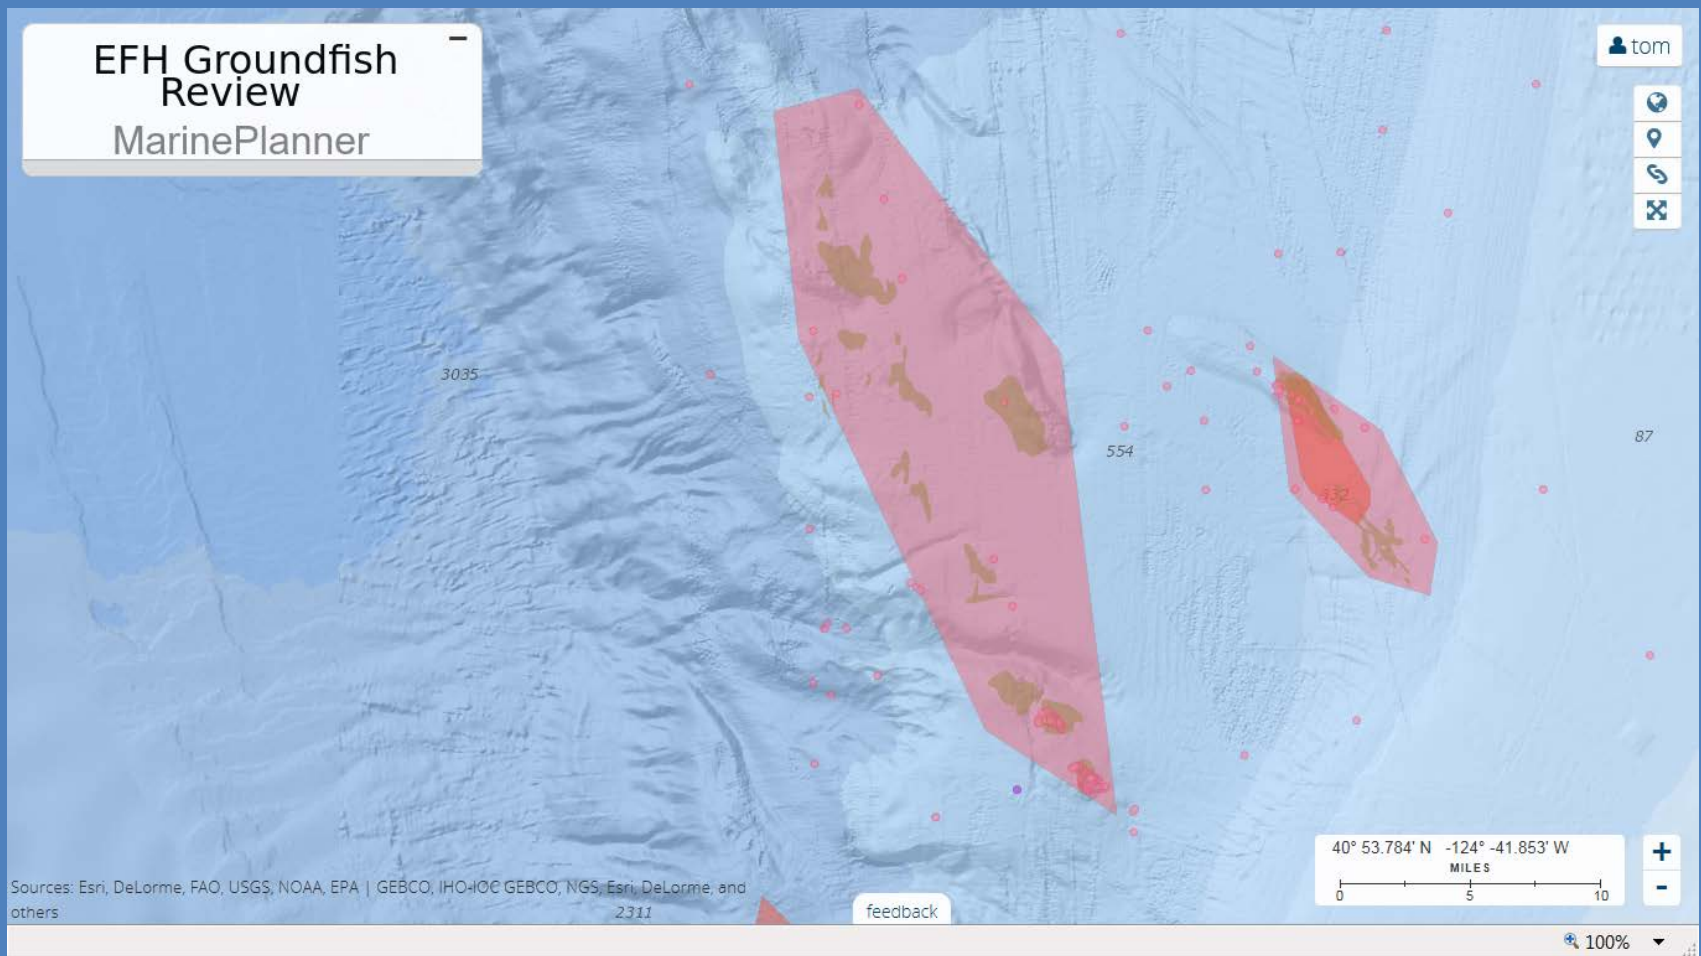 EFH Groundfish
Review
MarinePlanner
tom
3035
554
87
132
40° 53.784' N -124° -41.853' W
MILES
0 5 10
Sources: Esri, DeLorme, FAO, USGS, NOAA, EPA | GEBCO, IHO-IOC GEBCO, NGS, Esri, DeLorme, and
others
2311
feedback
100%